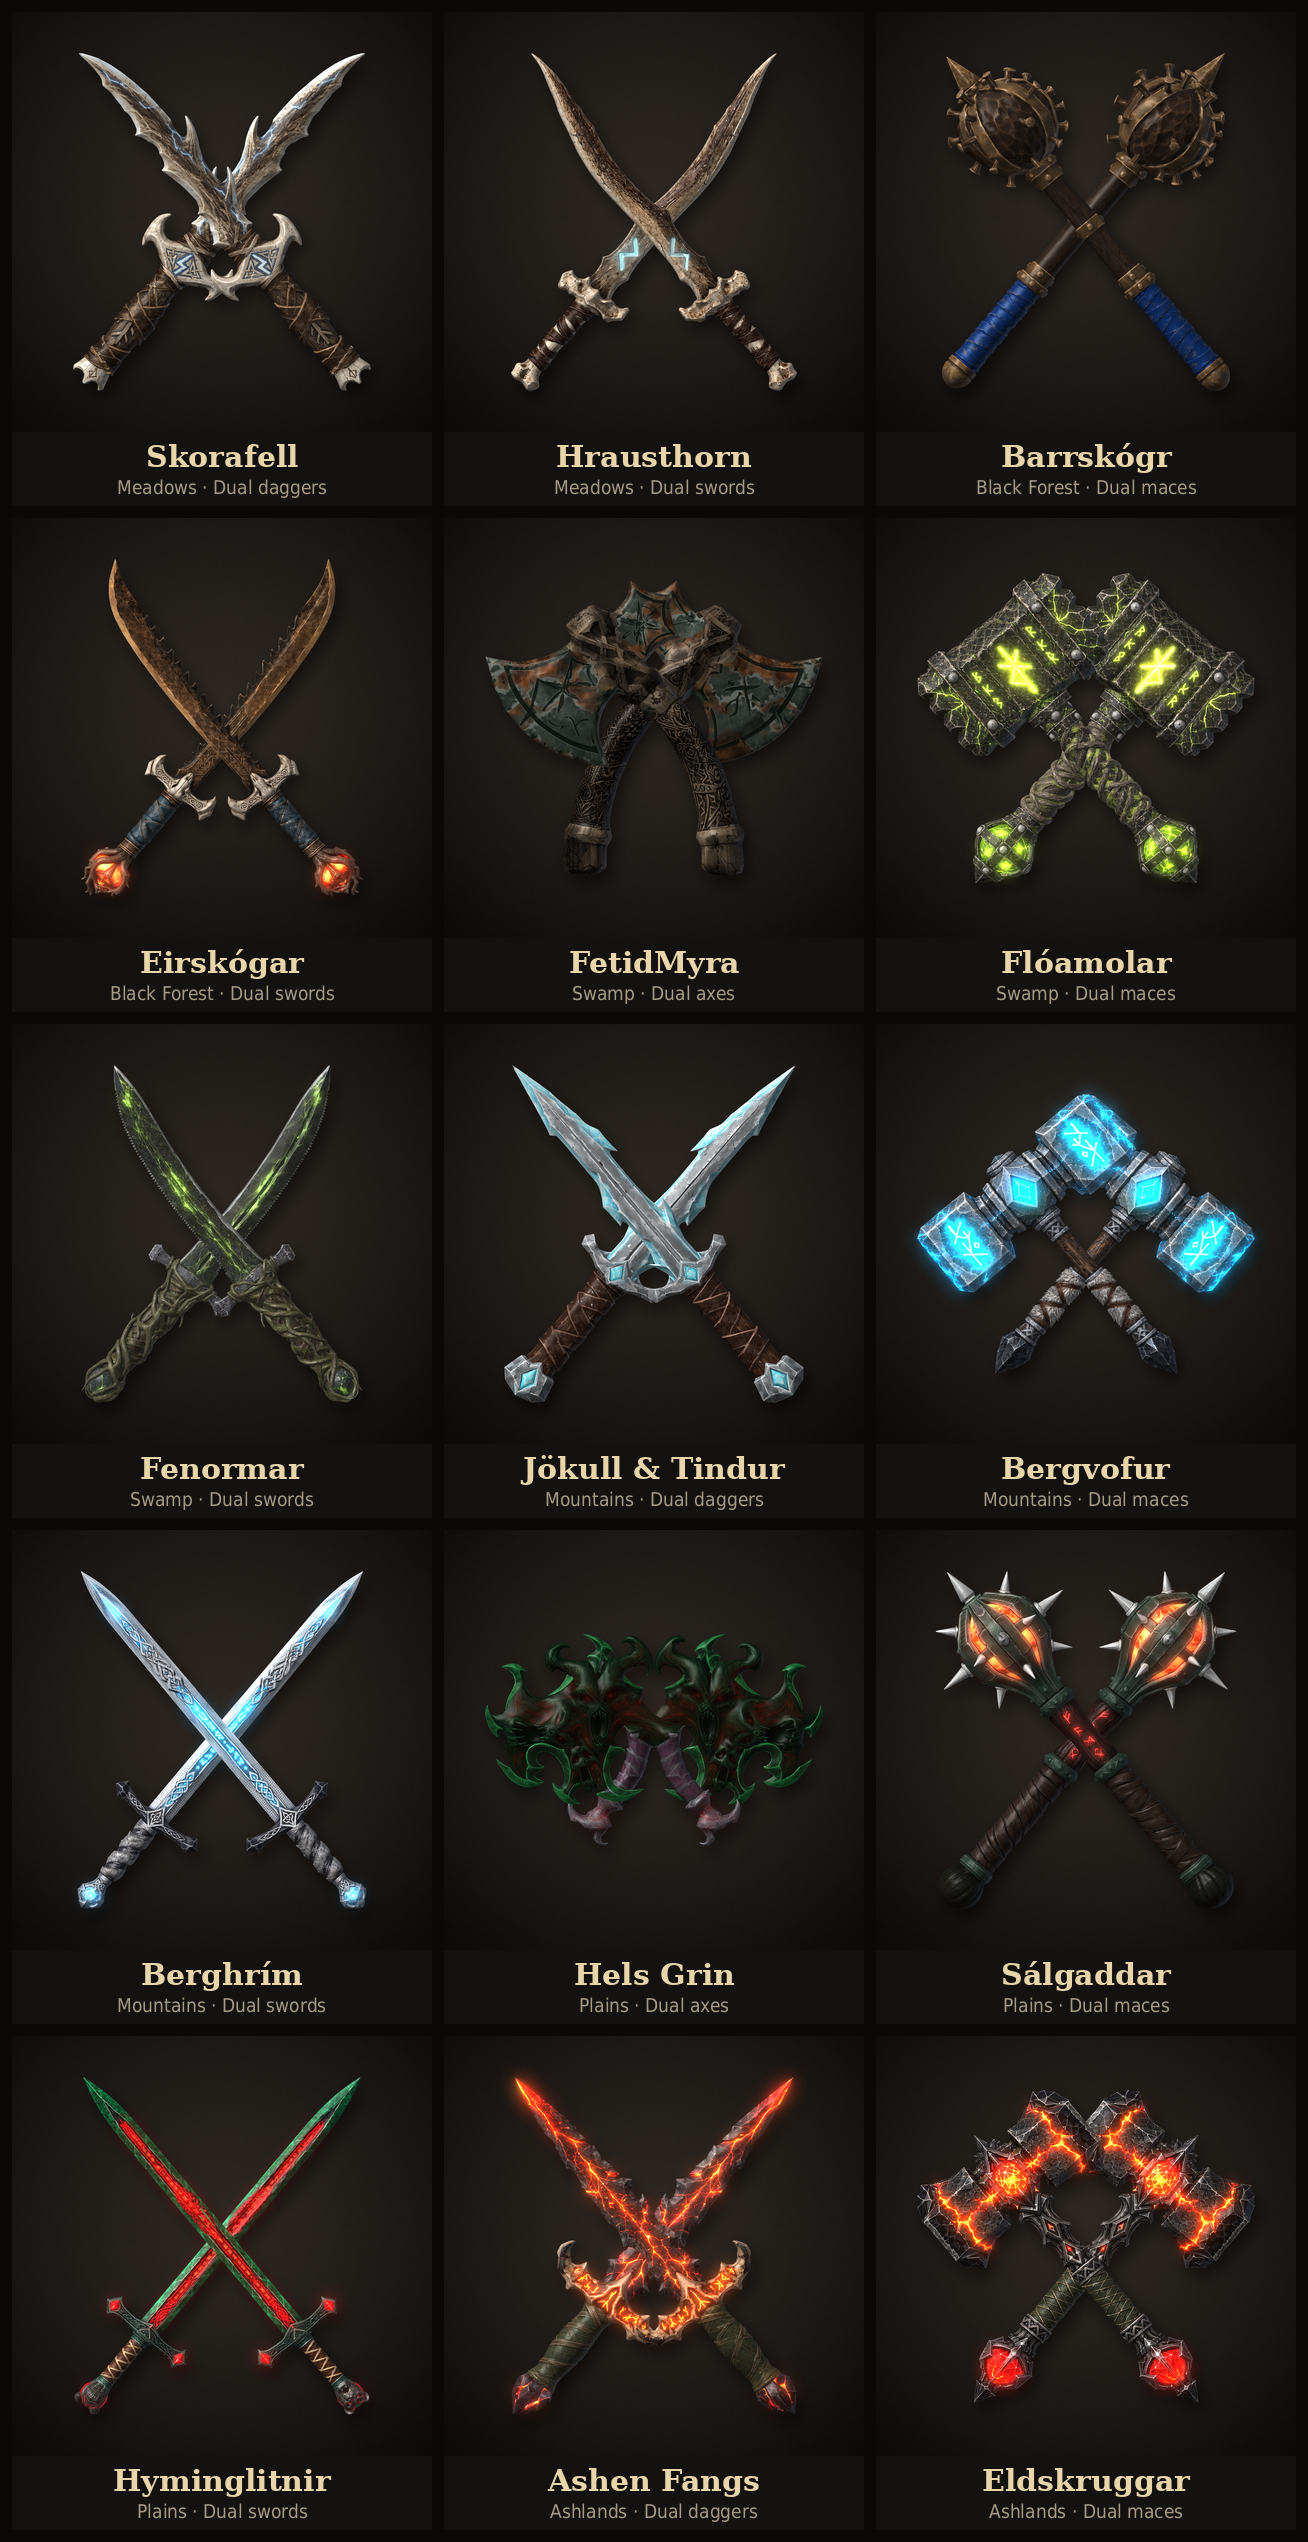 Skorafell
Meadows · Dual daggers
Hrausthorn
Meadows · Dual swords
Barrskógr
Black Forest · Dual maces
Eirskógar
Black Forest · Dual swords
FetidMyra
Swamp · Dual axes
Flóamolar
Swamp · Dual maces
Fenormar
Swamp · Dual swords
Jökull & Tindur
Mountains · Dual daggers
Bergvofur
Mountains · Dual maces
Berghrím
Mountains · Dual swords
Hels Grin
Plains · Dual axes
Sálgaddar
Plains · Dual maces
Hyminglitnir
Plains · Dual swords
Ashen Fangs
Ashlands · Dual daggers
Eldskruggar
Ashlands · Dual maces